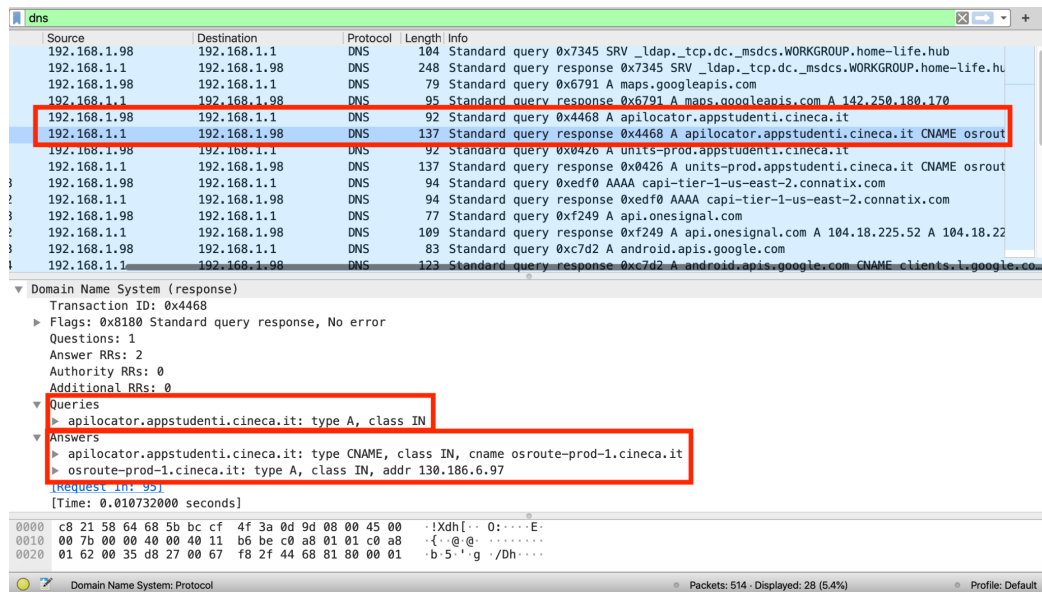 dns
Source Destination Protocol Length Info
192.168.1.98 192.168.1.1 DNS 104 Standard query 0x7345 SRV _ldap._tcp.dc._msdcs.WORKGROUP.home-life.hub
192.168.1.1 192.168.1.98 DNS 248 Standard query response 0x7345 SRV _ldap._tcp.dc._msdcs.WORKGROUP.home-life.hu
192.168.1.98 192.168.1.1 DNS 79 Standard query 0x6791 A maps.googleapis.com
192.168.1.1 192.168.1.98 DNS 95 Standard query response 0x6791 A maps.googleapis.com A 142.250.180.170
192.168.1.98 192.168.1.1 DNS 92 Standard query 0x4468 A apilocator.appstudenti.cineca.it
192.168.1.1 192.168.1.98 DNS 137 Standard query response 0x4468 A apilocator.appstudenti.cineca.it CNAME osrout
192.168.1.98 192.168.1.1 DNS 92 Standard query 0x0426 A units-prod.appstudenti.cineca.it
192.168.1.1 192.168.1.98 DNS 137 Standard query response 0x0426 A units-prod.appstudenti.cineca.it CNAME osrout
192.168.1.98 192.168.1.1 DNS 94 Standard query 0xedf0 AAAA capi-tier-1-us-east-2.connatix.com
192.168.1.1 192.168.1.98 DNS 94 Standard query 0xedf0 AAAA capi-tier-1-us-east-2.connatix.com
192.168.1.98 192.168.1.1 DNS 77 Standard query 0xf249 A api.onesignal.com
192.168.1.1 192.168.1.98 DNS 109 Standard query response 0xf249 A api.onesignal.com A 104.18.225.52 A 104.18.22
192.168.1.98 192.168.1.1 DNS 83 Standard query 0xc7d2 A android.apis.google.com
192.168.1.1 192.168.1.98 DNS 123 Standard query response 0xc7d2 A android.apis.google.com CNAME clients.l.google.co…
Domain Name System (response)
Transaction ID: 0x4468
Flags: 0x8180 Standard query response, No error
Questions: 1
Answer RRs: 2
Authority RRs: 0
Additional RRs: 0
Queries
apilocator.appstudenti.cineca.it: type A, class IN
Answers
apilocator.appstudenti.cineca.it: type CNAME, class IN, cname osroute-prod-1.cineca.it
osroute-prod-1.cineca.it: type A, class IN, addr 130.186.6.97
[Request In: 95]
[Time: 0.010732000 seconds]
0000 c8 21 58 64 68 5b bc cf 4f 3a 0d 9d 08 00 45 00 ·!Xdh[·· O:····E·
0010 00 7b 00 00 40 00 40 11 b6 be c0 a8 01 01 c0 a8 ·{··@·@· ········
0020 01 62 00 35 d8 27 00 67 f8 2f 44 68 81 80 00 01 ·b·5·'·g ·/Dh····
Domain Name System: Protocol Packets: 514 · Displayed: 28 (5.4%) Profile: Default